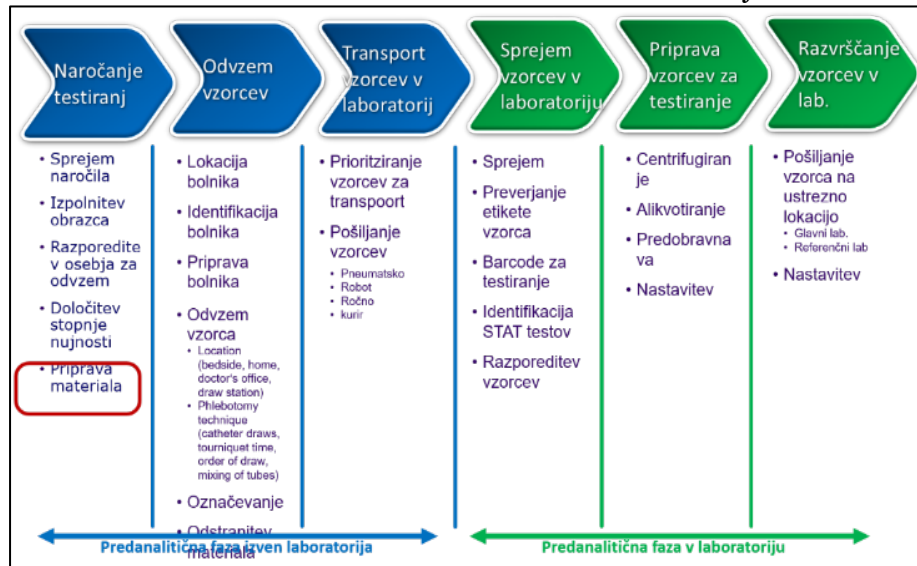 Naročanje
testiranj
Odvzem
vzorcev
Transport
vzorcev v
laboratorij
Sprejem
vzorcev v
laboratoriju
Priprava
vzorcev za
testiranje
Razvrščanje
vzorcev v
lab.
• Sprejem
naročila
• Izpolnitev
obrazca
• Razporedite
v osebja za
odvzem
• Določitev
stopnje
nujnosti
• Priprava
materiala
• Lokacija
bolnika
• Identifikacija
bolnika
• Priprava
bolnika
• Odvzem
vzorca
• Location
(bedside, home,
doctor's office,
draw station)
• Phlebotomy
technique
(catheter draws,
tourniquet time,
order of draw,
mixing of tubes)
• Označevanje
• Odstranitev
materiala
• Prioritziranje
vzorcev za
transpoort
• Pošiljanje
vzorcev
• Pneumatsko
• Robot
• Ročno
• kurir
• Sprejem
• Preverjanje
etikete
vzorca
• Barcode za
testiranje
• Identifikacija
STAT testov
• Razporeditev
vzorcev
• Centrifugiran
je
• Alikvotiranje
• Predobravna
va
• Nastavitev
• Pošiljanje
vzorca na
ustrezno
lokacijo
• Glavni lab.
• Referenčni lab
• Nastavitev
Predanalitična faza izven laboratorija
Predanalitična faza v laboratoriju